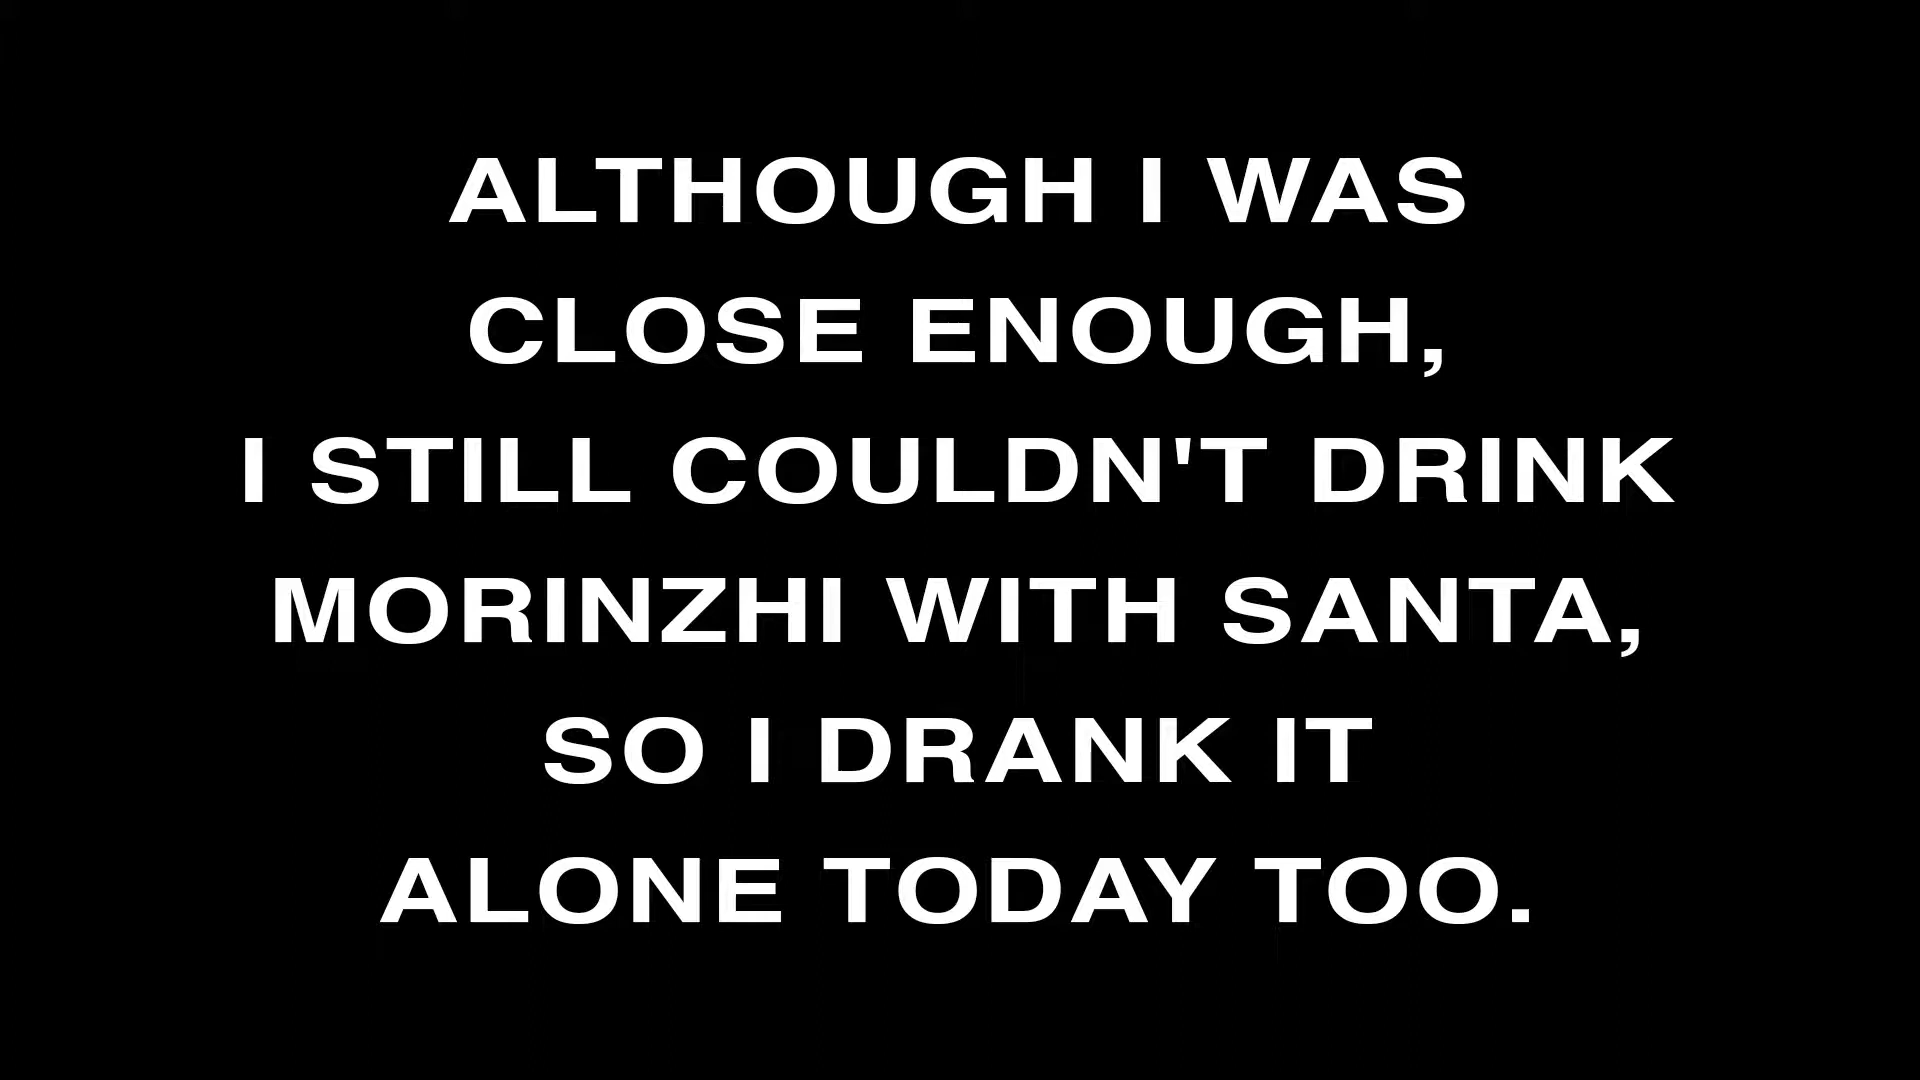 ALTHOUGH I WAS
CLOSE ENOUGH,
I STILL COULDN'T DRINK
MORINZHI WITH SANTA,
SO I DRANK IT
ALONE TODAY TOO.